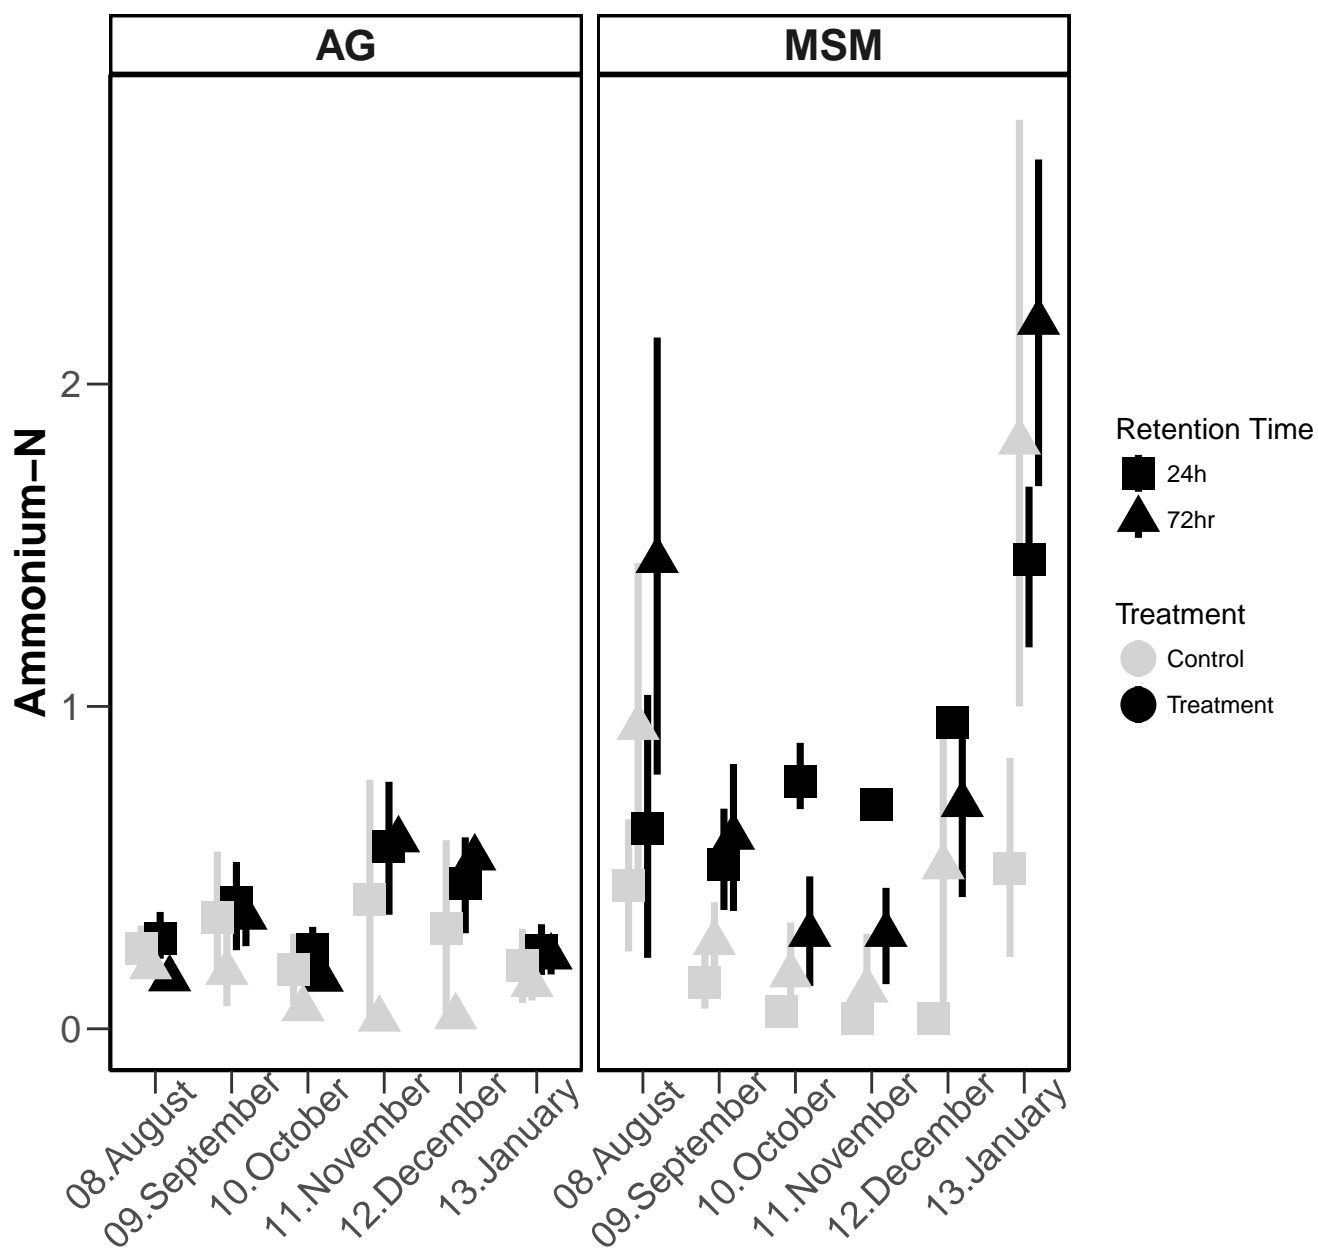 AG
MSM
Ammonium−N
2
1
0
08.August
09.September
10.October
11.November
12.December
13.January
08.August
09.September
10.October
11.November
12.December
13.January
Retention Time
24h
72hr
Treatment
Control
Treatment